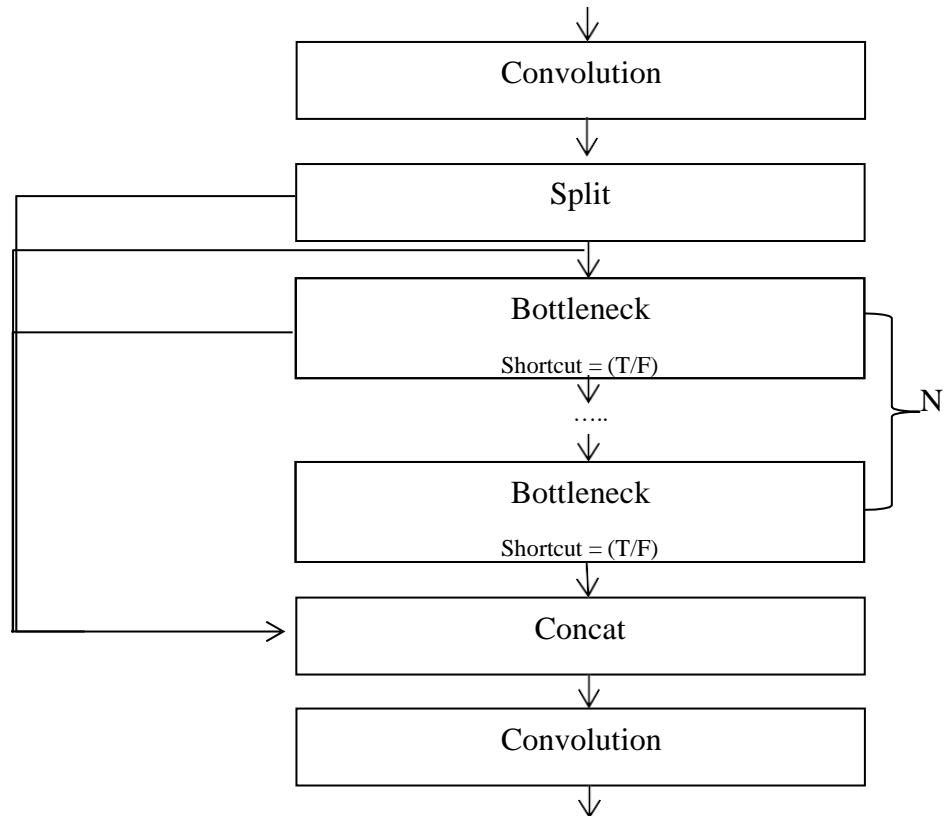 Convolution
Split
Bottleneck
Shortcut = (T/F)
N
…..
Bottleneck
Shortcut = (T/F)
Concat
Convolution